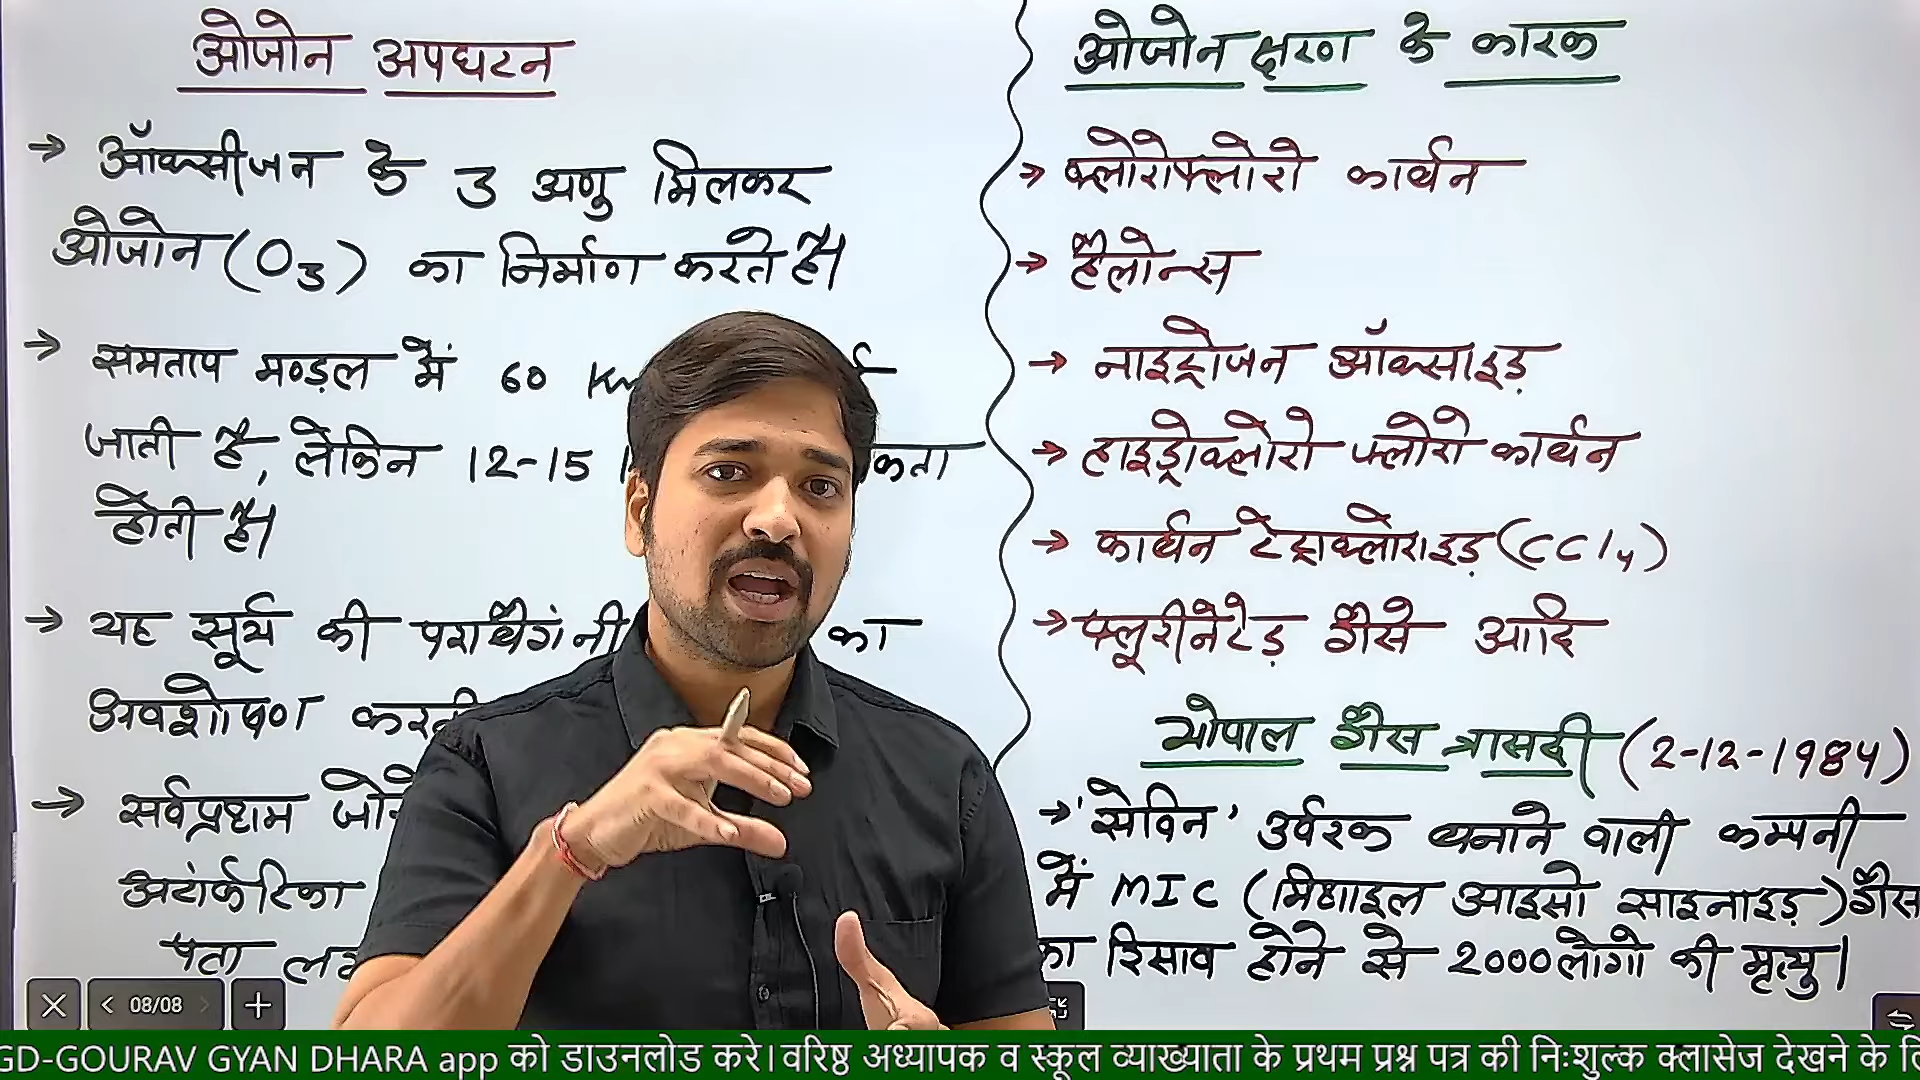 ओजोन अपघटन
→ ऑक्सीजन के 3 अणु मिलकर
ओजोन (O3) का निर्माण करते है।
→ समताप मण्डल में 60
जाती है, लेकिन 12-15
होती है।
→ यह सूर्य की पराबैंगनी का
अवशोषण करती
→ सर्वप्रथम
अटांर्कटिका
पता
ओजोन क्षरण के कारक
→ क्लोरोफ्लोरो कार्बन
→ हैलोन्स
→ नाइट्रोजन ऑक्साइड़
→ हाइड्रोक्लोरो फ्लोरो कार्बन
→ कार्बन टेट्राक्लोराइड़ (CCl4)
→ फ्लूरीनेटेड़ गैसे आदि
भोपाल गैस त्रासदी (2-12-1984)
→ 'सेविन' उर्वरक बनाने वाली कम्पनी
में MIC (मिथाइल आइसो साइनाइड़) गैस
का रिसाव होने से 2000 लोगो की मृत्यु।
08/08
GD-GOURAV GYAN DHARA app को डाउनलोड करे। वरिष्ठ अध्यापक व स्कूल व्याख्याता के प्रथम प्रश्न पत्र की निःशुल्क क्लासेज देखने के